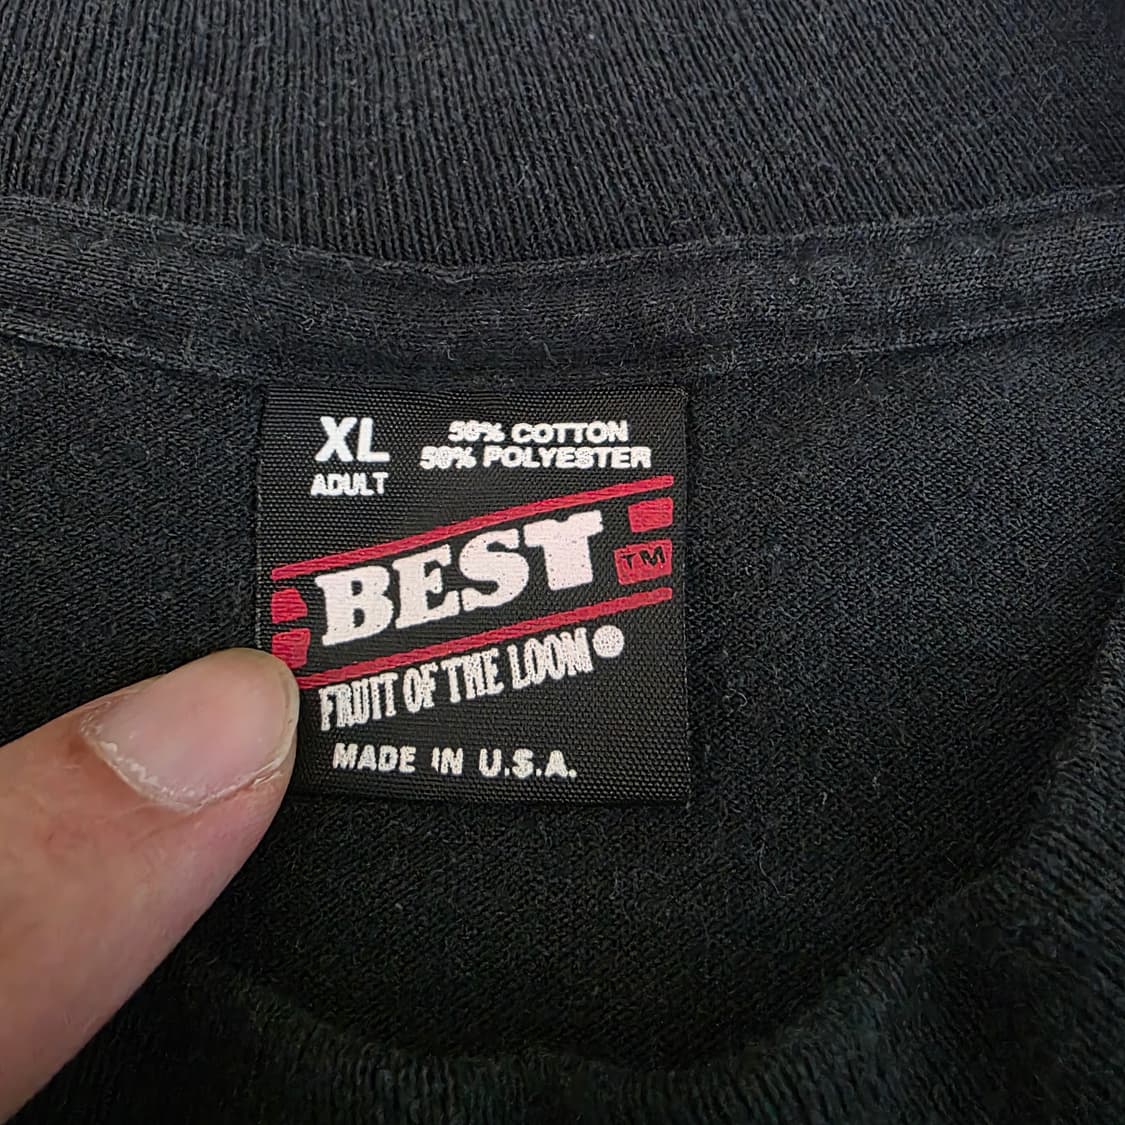 XL
ADULT
50% COTTON
50% POLYESTER
BEST
TM
FRUIT OF THE LOOM®
MADE IN U.S.A.